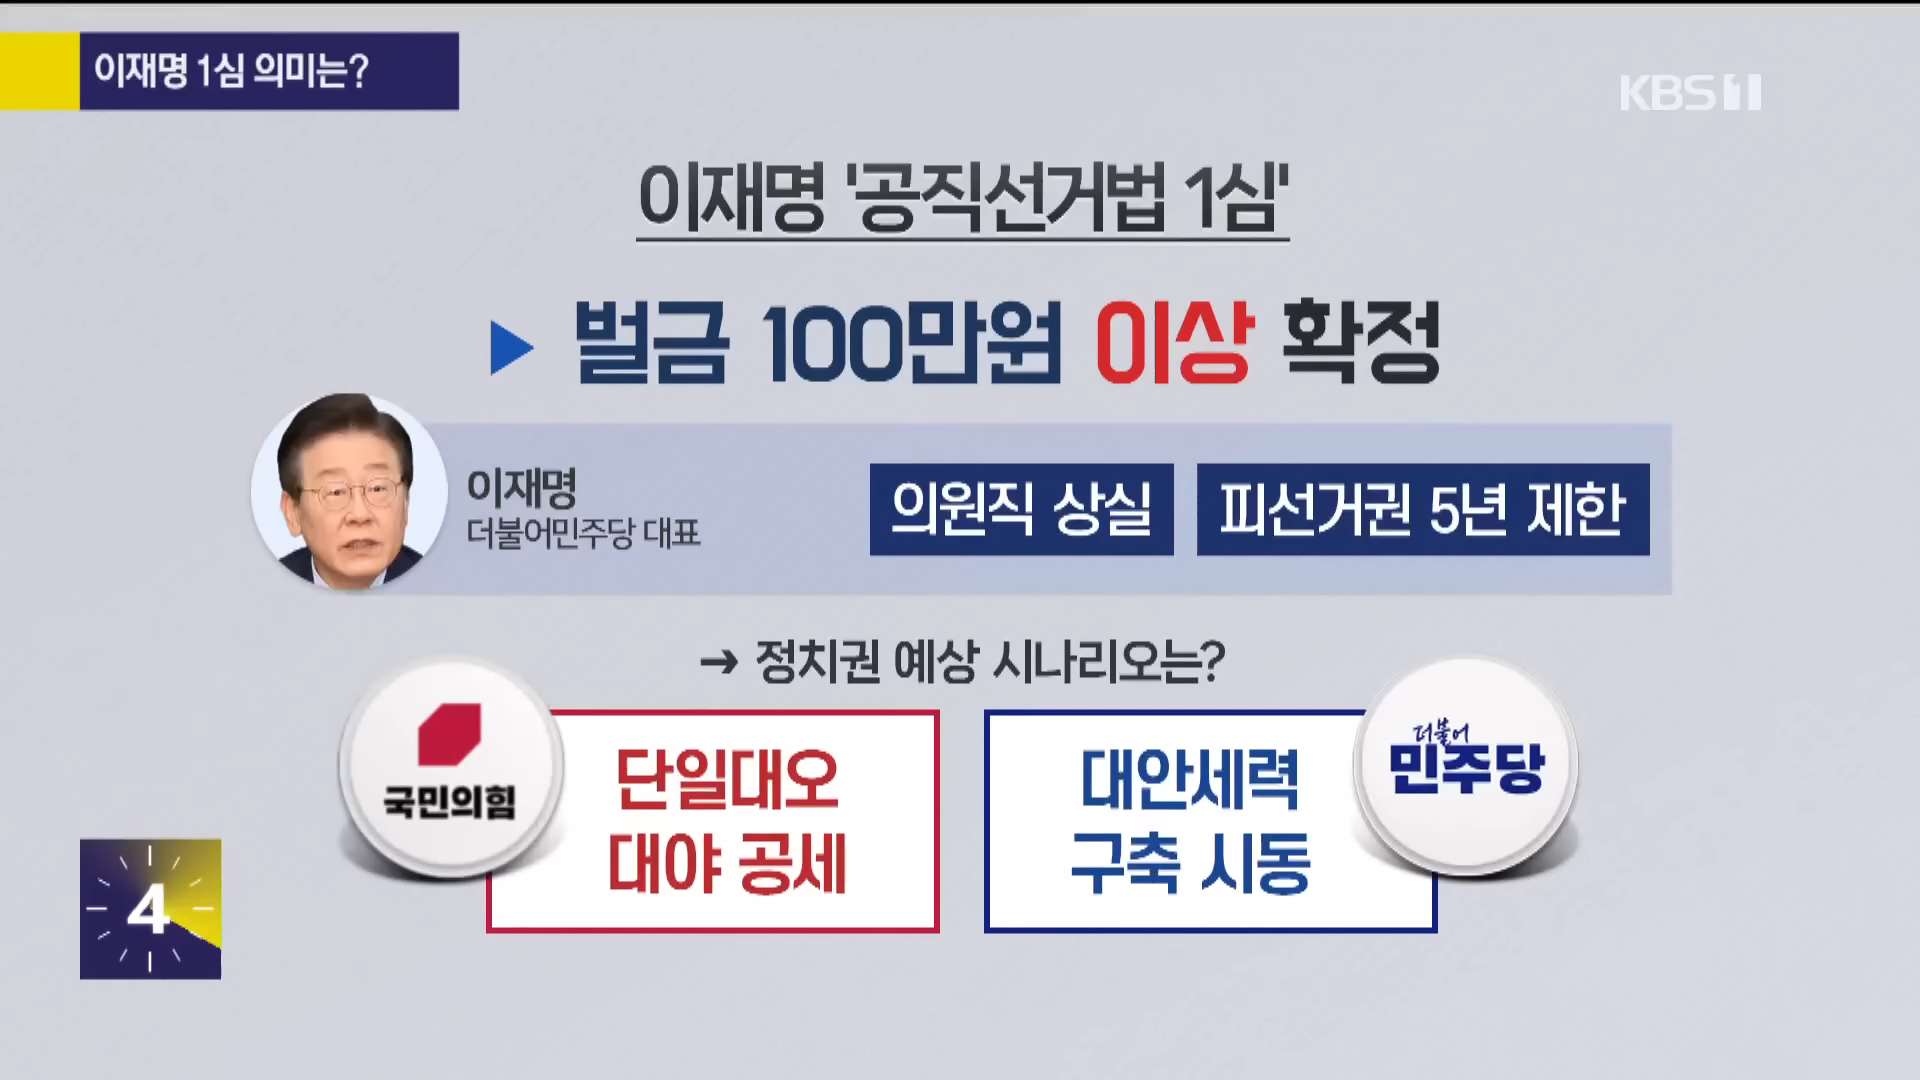 이재명 1심 의미는?
KBS 1
이재명 '공직선거법 1심'
▶ 벌금 100만원 이상 확정
이재명
더불어민주당 대표
의원직 상실
피선거권 5년 제한
→ 정치권 예상 시나리오는?
국민의힘
단일대오
대야 공세
대안세력
구축 시동
더불어
민주당
4